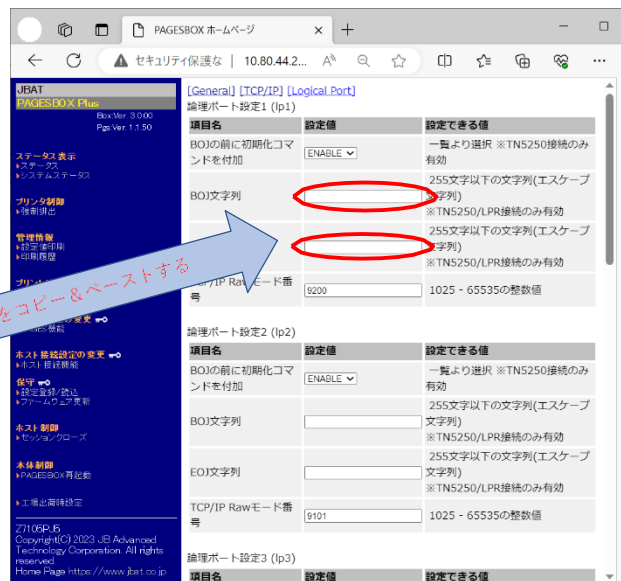 PAGESBOX ホームページ
セキュリティ保護な | 10.80.44.2...
JBAT
PAGESBOX Plus
Box:Ver. 3.0.00
Pgs:Ver. 1.1.50
ステータス表示
ステータス
システムステータス
プリンタ制御
強制排出
管理情報
設定値印刷
印刷履歴
の変更
機能
ホスト接続設定の変更
ホスト接続機能
保守
設定登録/読込
ファームウェア更新
ホスト制御
セッションクローズ
本体制御
PAGESBOX再起動
工場出荷時設定
Z7105PJ6
Copyright(C) 2023 JB Advanced
Technology Corporation. All rights
reserved
Home Page https://www.jbat.co.jp
をコピー&ペーストする
[General] [TCP/IP] [Logical Port]
論理ポート設定1 (lp1)
項目名 設定値 設定できる値
BOJの前に初期化コマ
ンドを付加
ENABLE
一覧より選択 ※TN5250接続のみ
有効
BOJ文字列
255文字以下の文字列(エスケープ
文字列)
※TN5250/LPR接続のみ有効
255文字以下の文字列(エスケープ
文字列)
※TN5250/LPR接続のみ有効
TCP/IP Rawモード番
号
9200
1025 - 65535の整数値
論理ポート設定2 (lp2)
項目名 設定値 設定できる値
BOJの前に初期化コマ
ンドを付加
ENABLE
一覧より選択 ※TN5250接続のみ
有効
BOJ文字列
255文字以下の文字列(エスケープ
文字列)
※TN5250/LPR接続のみ有効
EOJ文字列
255文字以下の文字列(エスケープ
文字列)
※TN5250/LPR接続のみ有効
TCP/IP Rawモード番
号
9101
1025 - 65535の整数値
論理ポート設定3 (lp3)
項目名 設定値 設定できる値